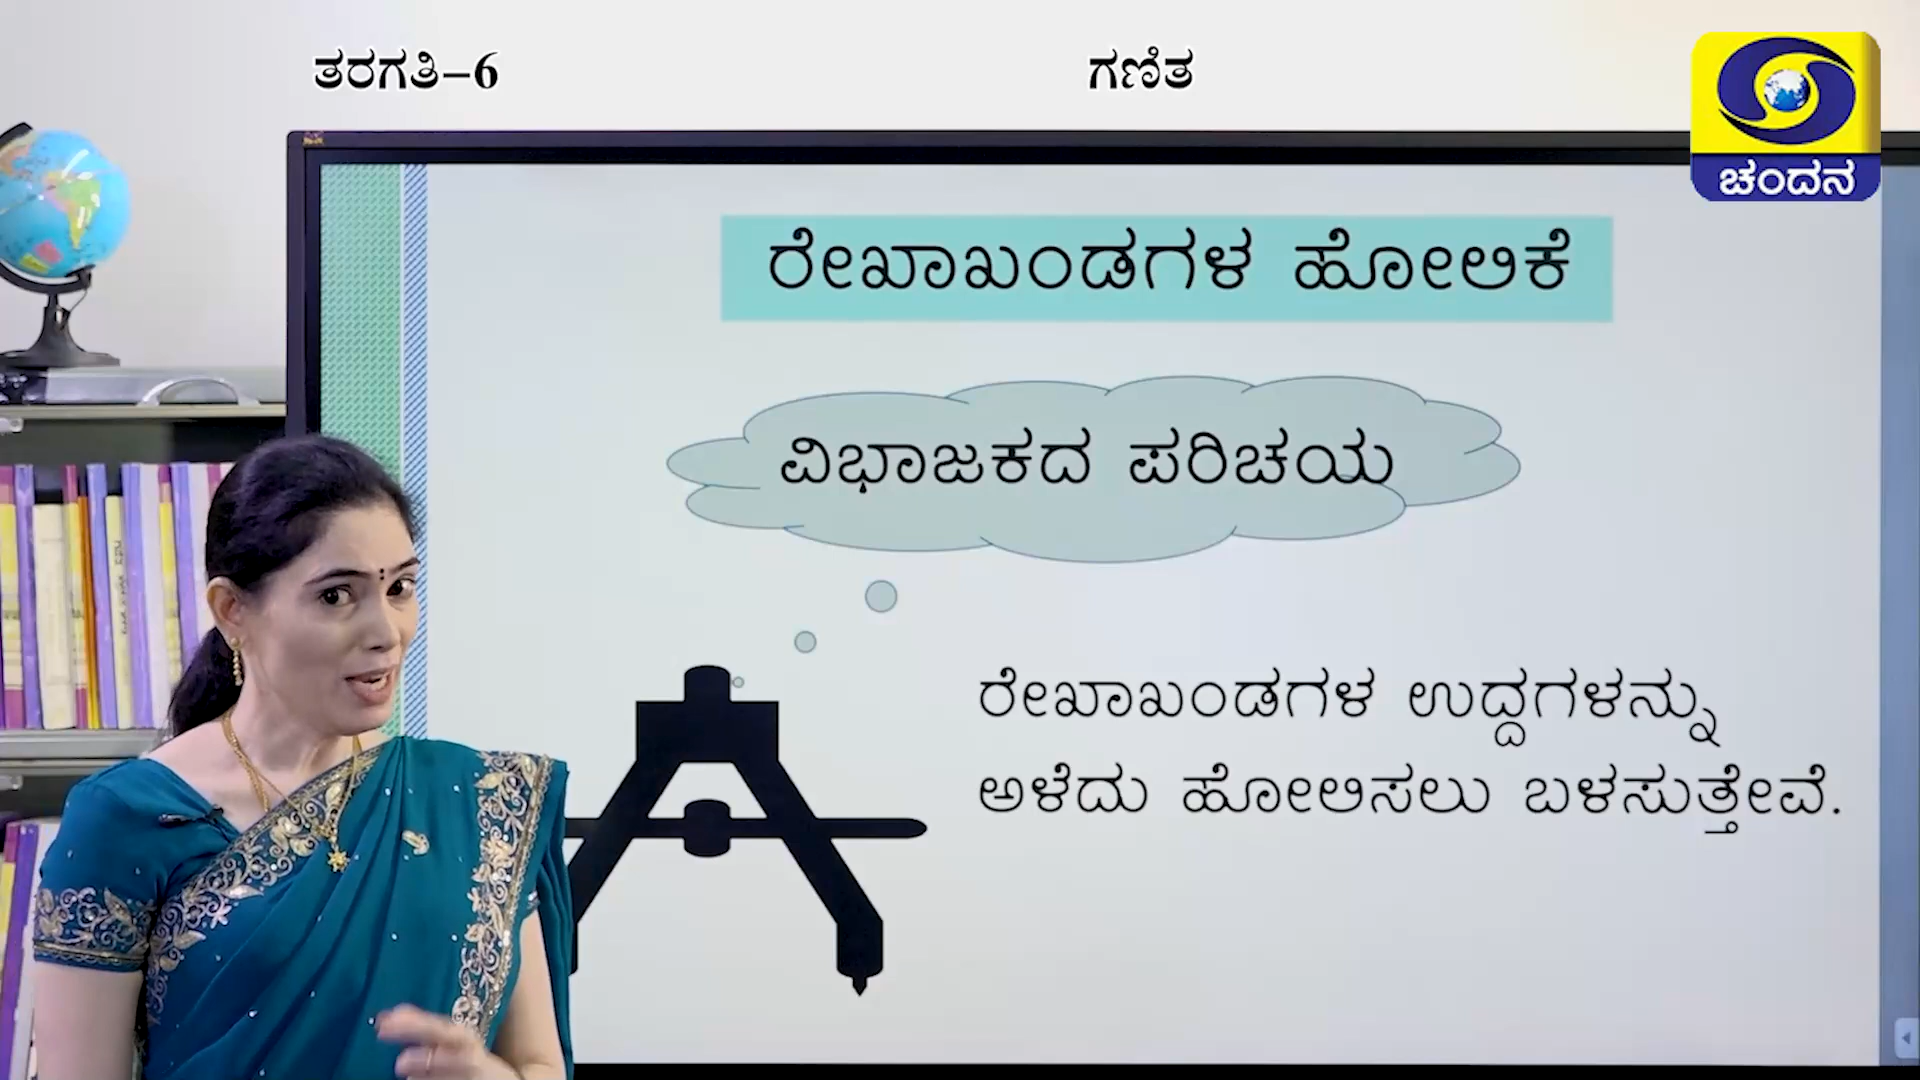 ತರಗತಿ–6
ಗಣಿತ
ಚಂದನ
ರೇಖಾಖಂಡಗಳ ಹೋಲಿಕೆ
ವಿಭಾಜಕದ ಪರಿಚಯ
ರೇಖಾಖಂಡಗಳ ಉದ್ದಗಳನ್ನು
ಅಳೆದು ಹೋಲಿಸಲು ಬಳಸುತ್ತೇವೆ.